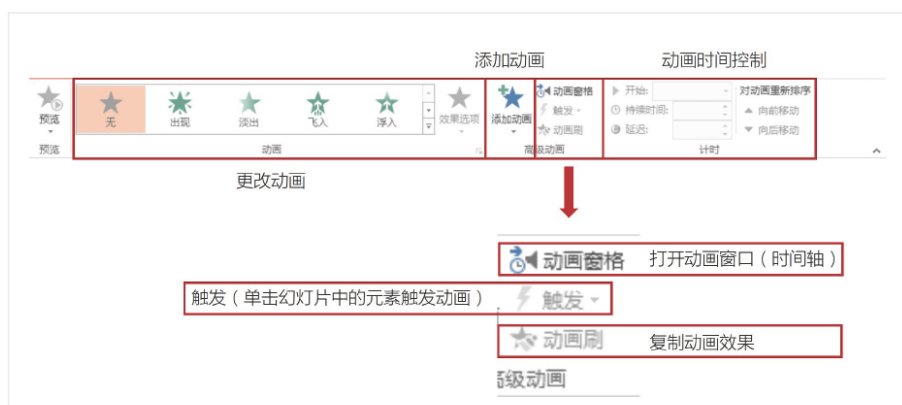 添加动画
动画时间控制
预览
无
出现
淡出
飞入
浮入
效果选项
添加动画
动画窗格
触发
动画刷
开始:
持续时间:
延迟:
对动画重新排序
向前移动
向后移动
预览
动画
高级动画
计时
更改动画
动画窗格 打开动画窗口（时间轴）
触发（单击幻灯片中的元素触发动画） 触发
动画刷 复制动画效果
高级动画